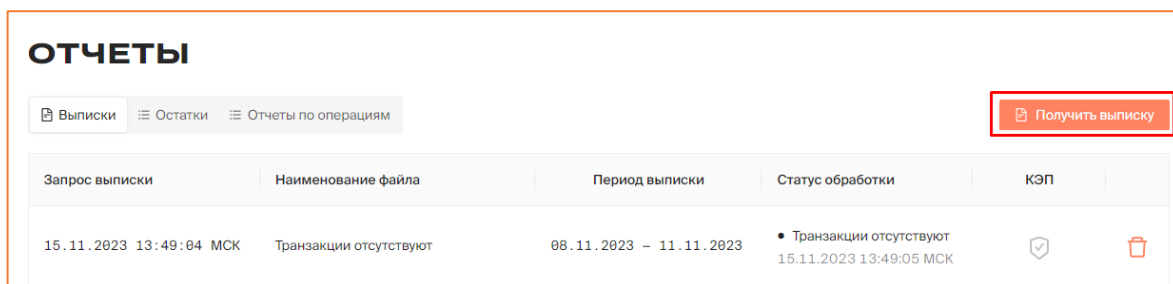 ОТЧЕТЫ
Выписки Остатки Отчеты по операциям Получить выписку
Запрос выписки Наименование файла Период выписки Статус обработки КЭП
15.11.2023 13:49:04 МСК Транзакции отсутствуют 08.11.2023 – 11.11.2023 • Транзакции отсутствуют
15.11.2023 13:49:05 МСК